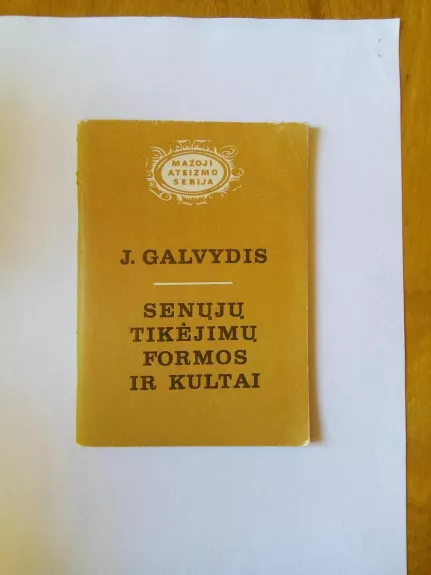 MAŽOJI
ATEIZMO
SERIJA
J. GALVYDIS
SENŲJŲ
TIKĖJIMŲ
FORMOS
IR KULTAI